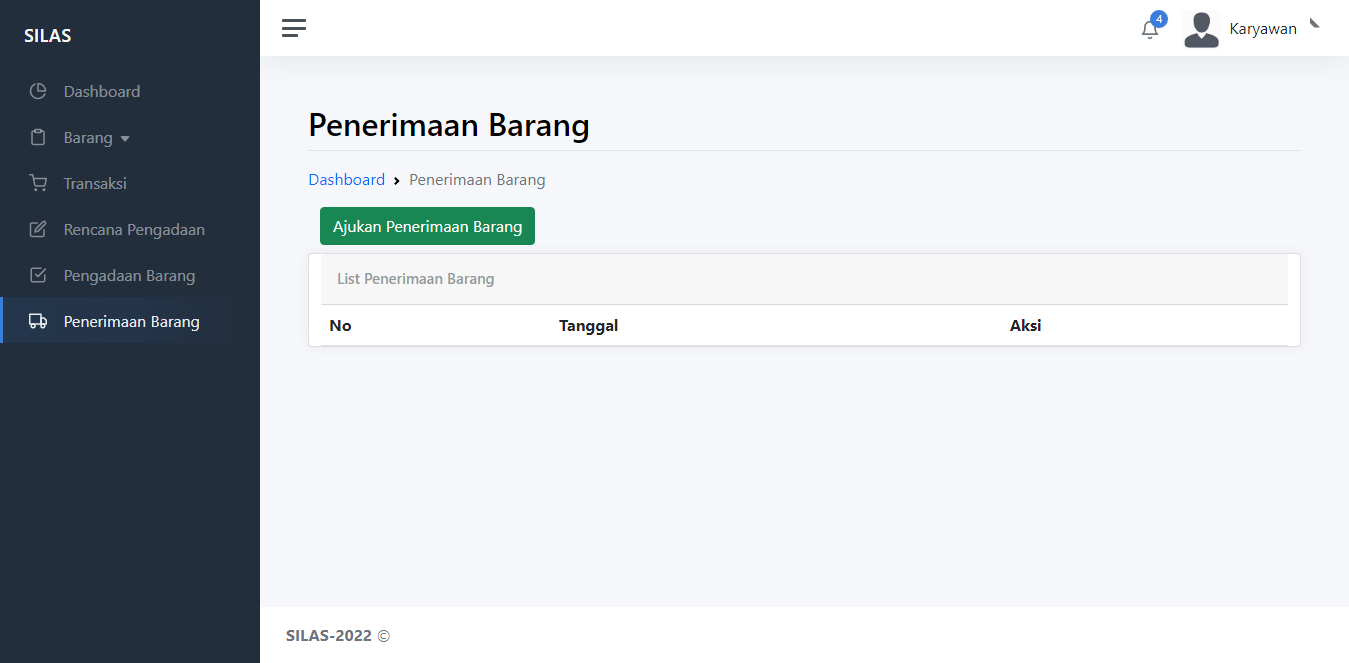 SILAS
Dashboard
Barang
Transaksi
Rencana Pengadaan
Pengadaan Barang
Penerimaan Barang
4
Karyawan
Penerimaan Barang
Dashboard › Penerimaan Barang
Ajukan Penerimaan Barang
List Penerimaan Barang
No Tanggal Aksi
SILAS-2022 ©